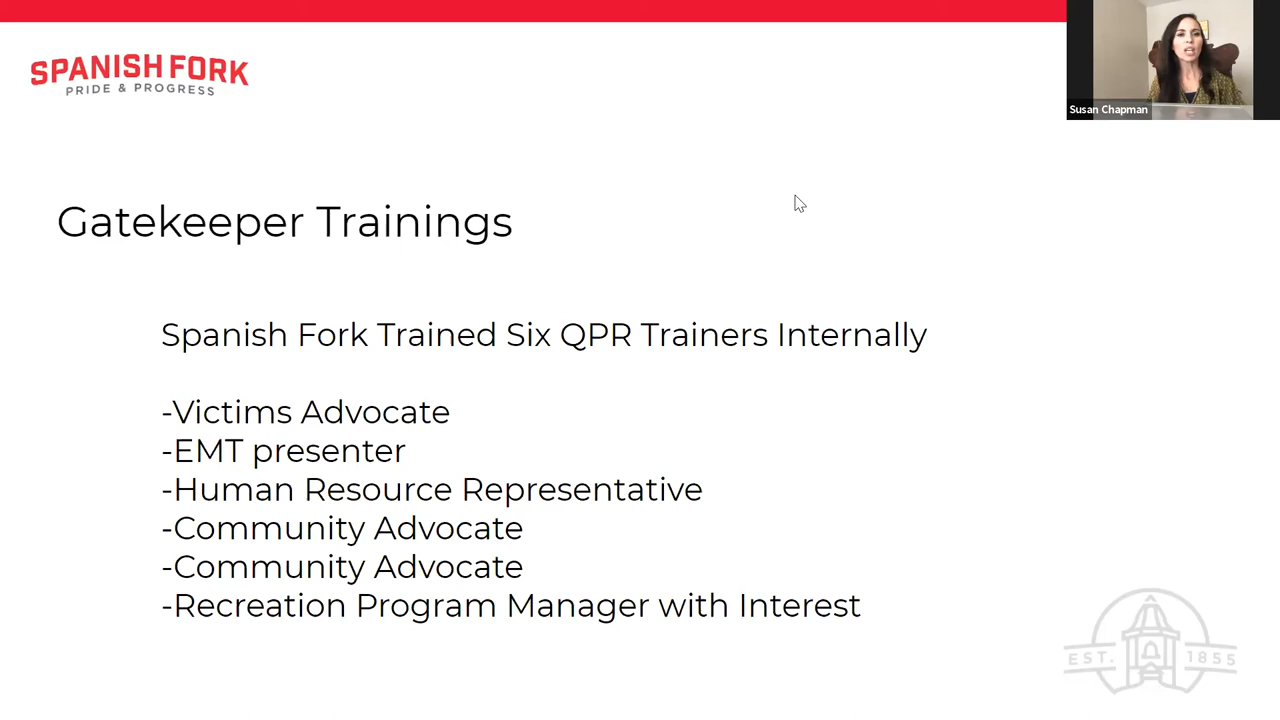 SPANISH FORK
PRIDE & PROGRESS
Susan Chapman
Gatekeeper Trainings
Spanish Fork Trained Six QPR Trainers Internally
-Victims Advocate
-EMT presenter
-Human Resource Representative
-Community Advocate
-Community Advocate
-Recreation Program Manager with Interest
EST. 1855